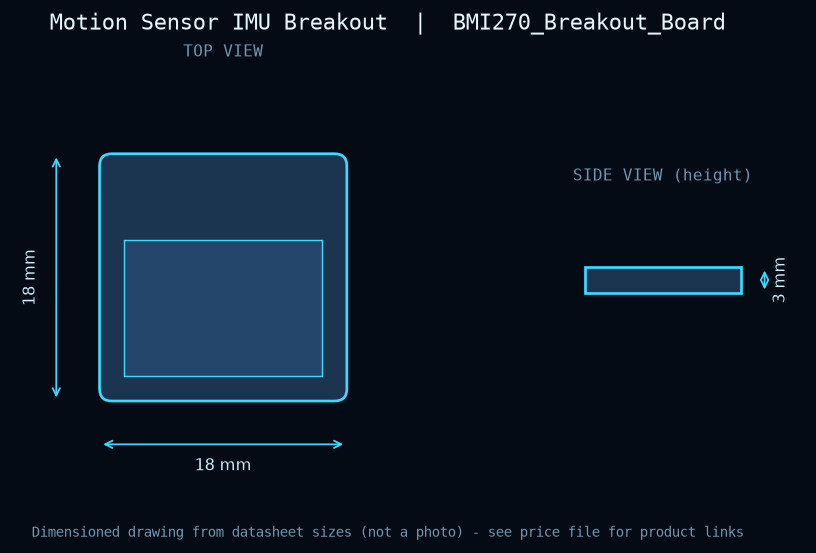 Motion Sensor IMU Breakout | BMI270_Breakout_Board
TOP VIEW
SIDE VIEW (height)
18 mm
3 mm
18 mm
Dimensioned drawing from datasheet sizes (not a photo) - see price file for product links